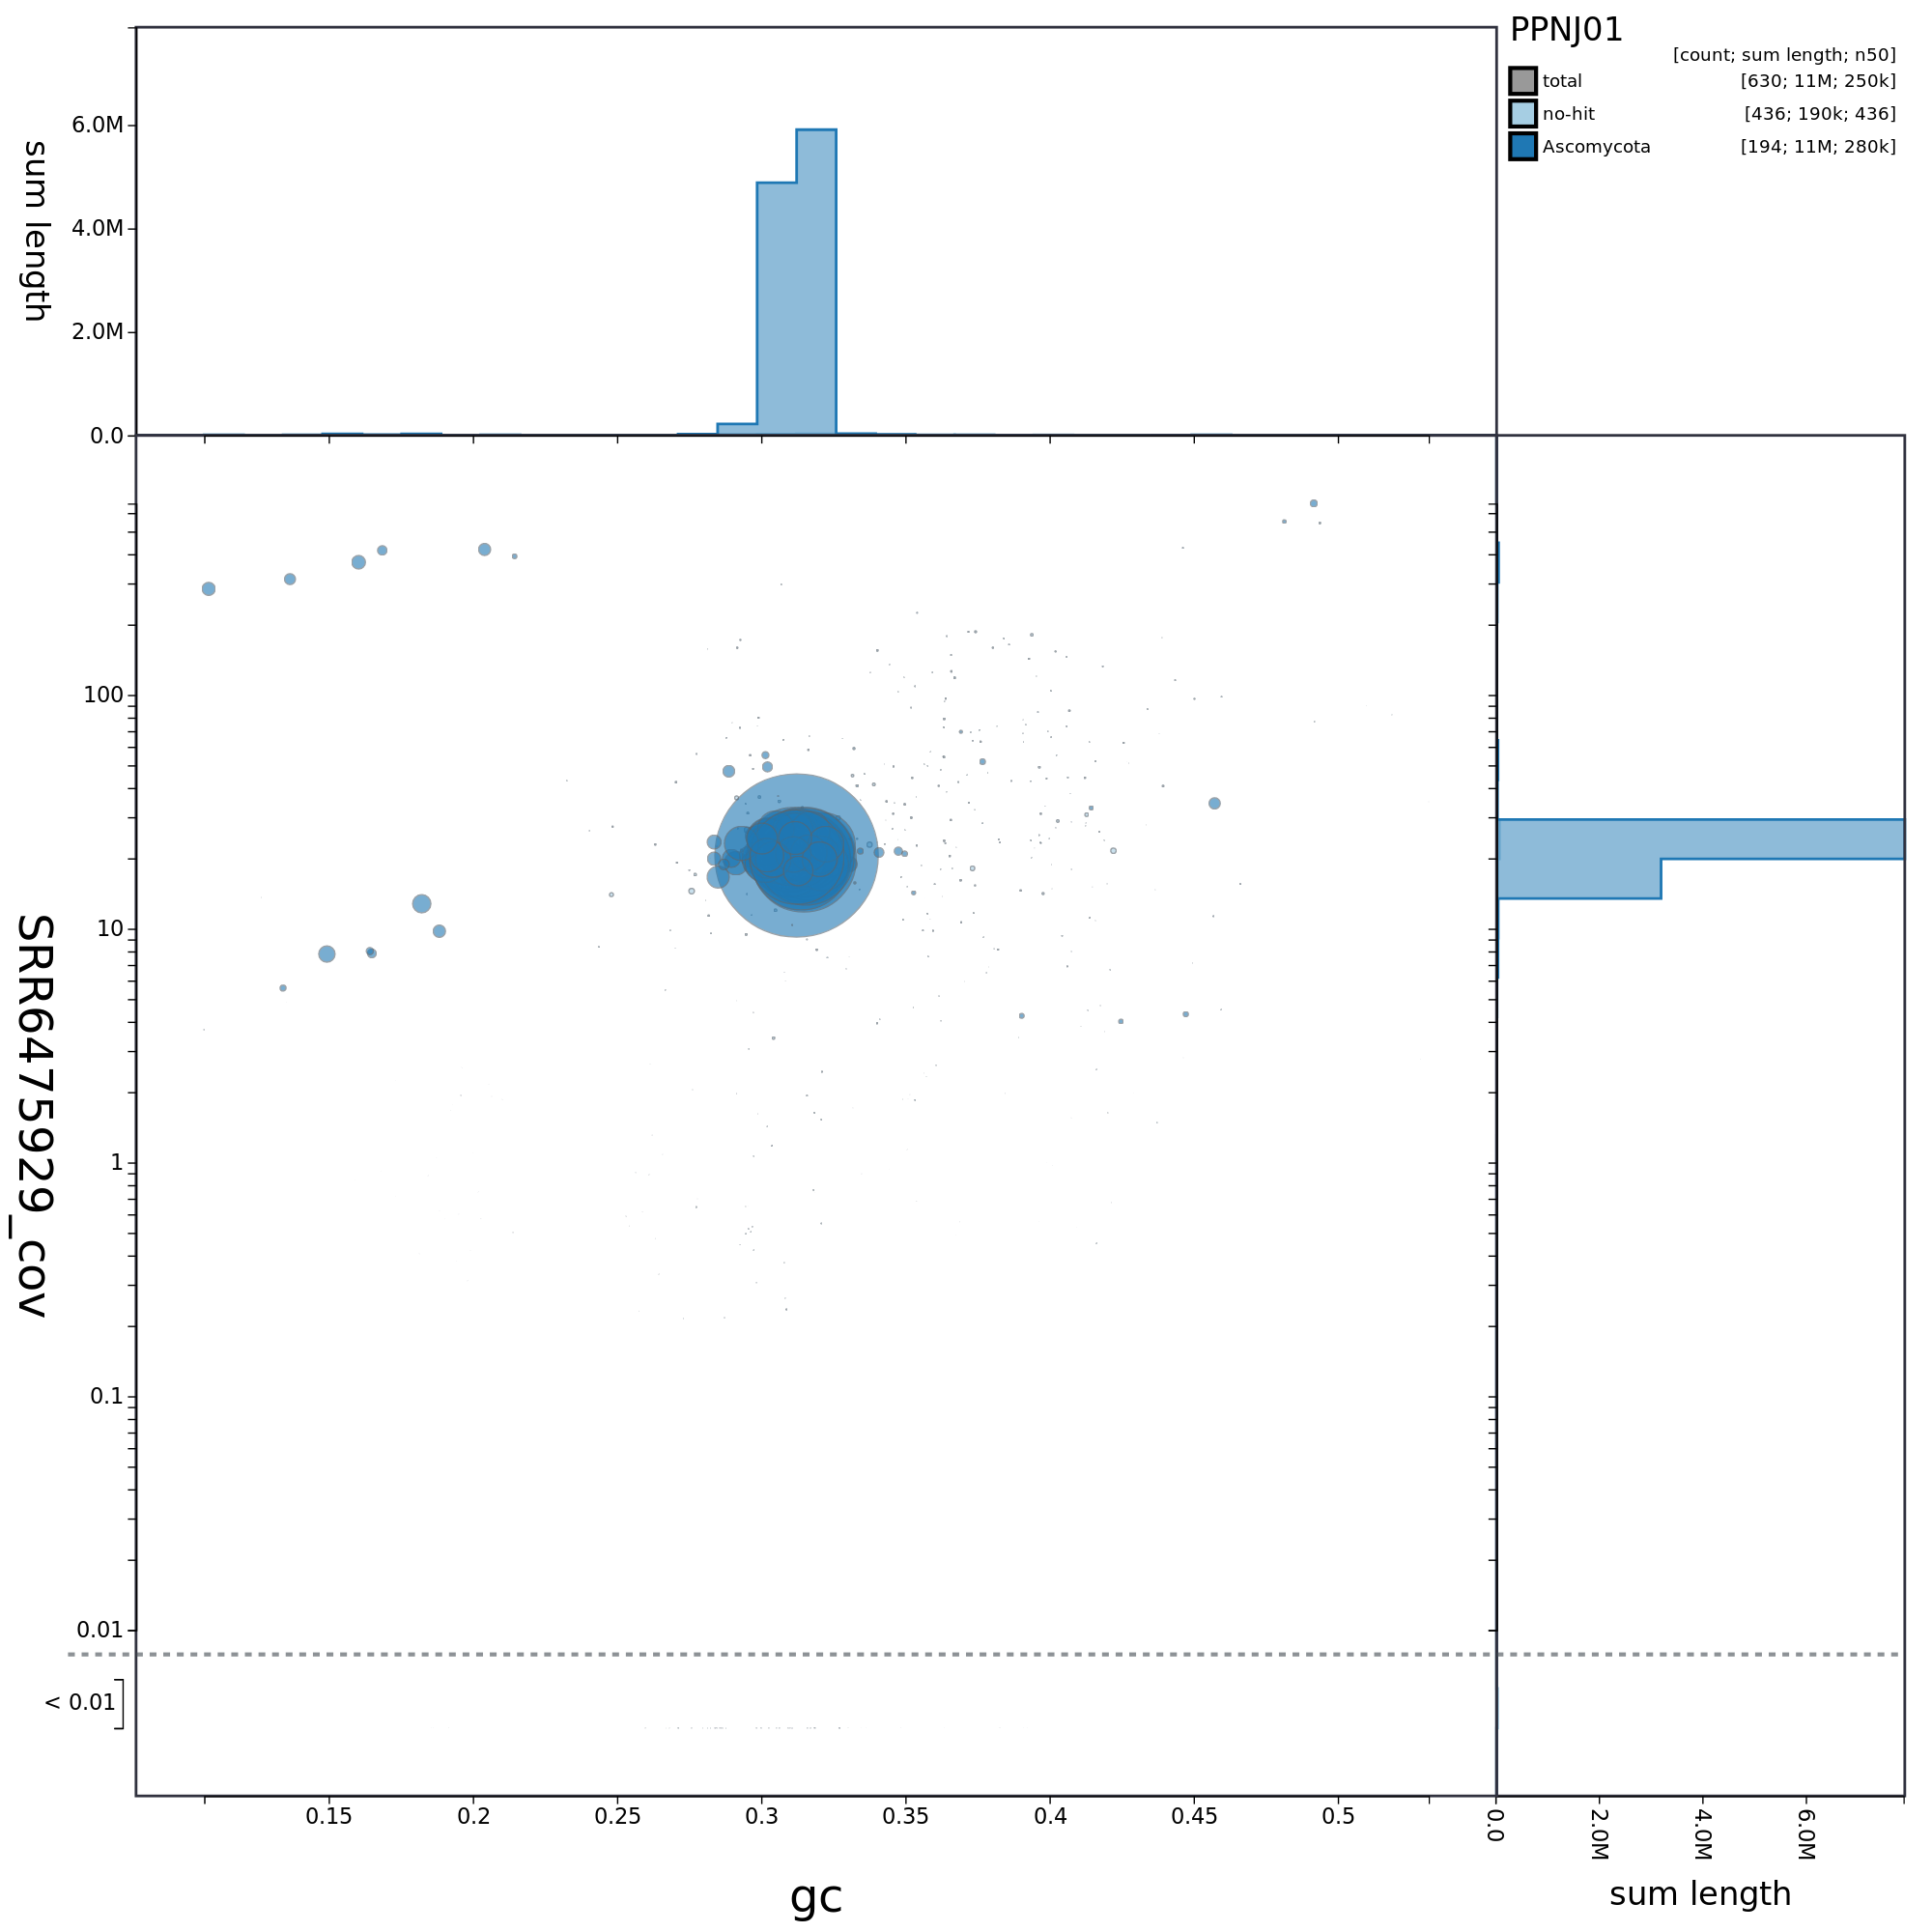 PPNJ01
[count; sum length; n50]
total [630; 11M; 250k]
no-hit [436; 190k; 436]
Ascomycota [194; 11M; 280k]
sum length
6.0M
4.0M
2.0M
0.0
SRR6475929_cov
100
10
1
0.1
0.01
< 0.01
0.15 0.2 0.25 0.3 0.35 0.4 0.45 0.5
gc
0.0 2.0M 4.0M 6.0M
sum length